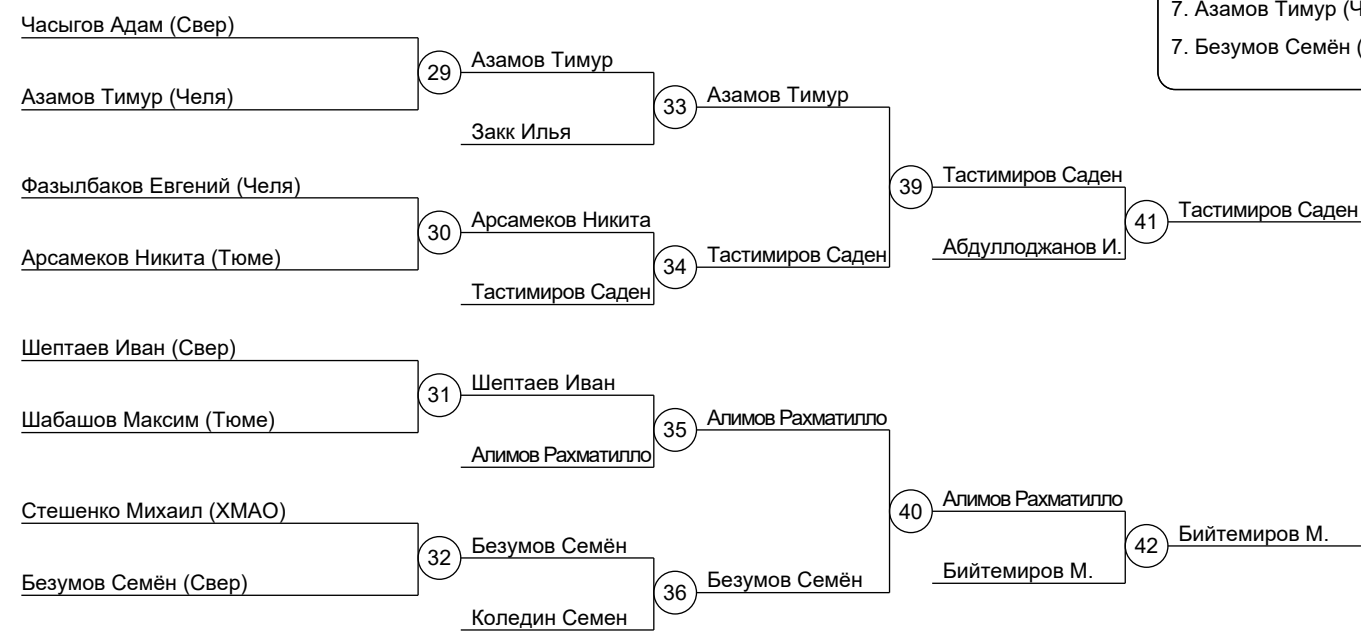 7. Азамов Тимур (Ч
7. Безумов Семён (
Часыгов Адам (Свер)
Азамов Тимур (Челя)
29
Азамов Тимур
Закк Илья
33
Азамов Тимур
Фазылбаков Евгений (Челя)
Арсамеков Никита (Тюме)
30
Арсамеков Никита
Тастимиров Саден
34
Тастимиров Саден
39
Тастимиров Саден
Абдуллоджанов И.
41
Тастимиров Саден
Шептаев Иван (Свер)
Шабашов Максим (Тюме)
31
Шептаев Иван
Алимов Рахматилло
35
Алимов Рахматилло
Стешенко Михаил (ХМАО)
Безумов Семён (Свер)
32
Безумов Семён
Коледин Семен
36
Безумов Семён
40
Алимов Рахматилло
Бийтемиров М.
42
Бийтемиров М.